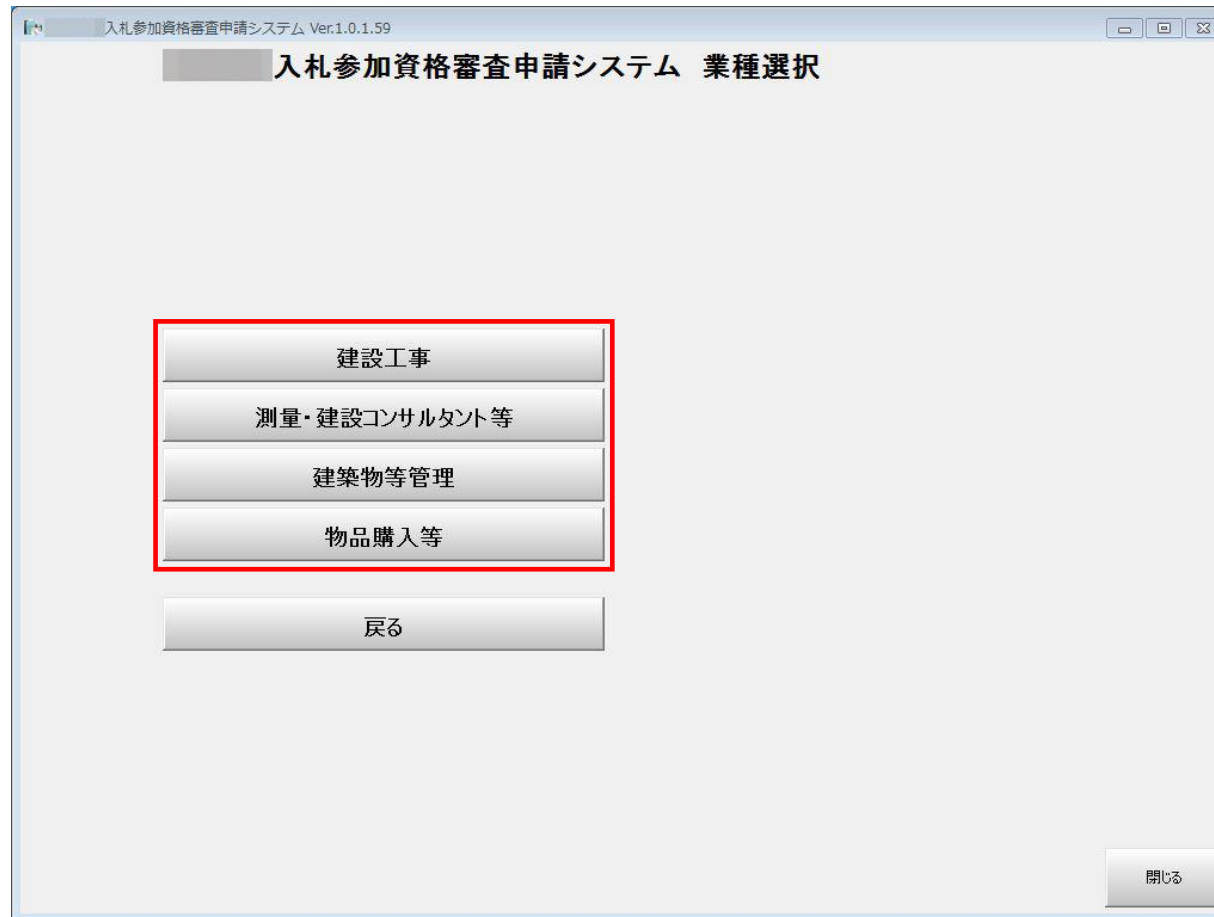 入札参加資格審査申請システム Ver.1.0.1.59
入札参加資格審査申請システム 業種選択
建設工事
測量・建設コンサルタント等
建築物等管理
物品購入等
戻る
閉じる